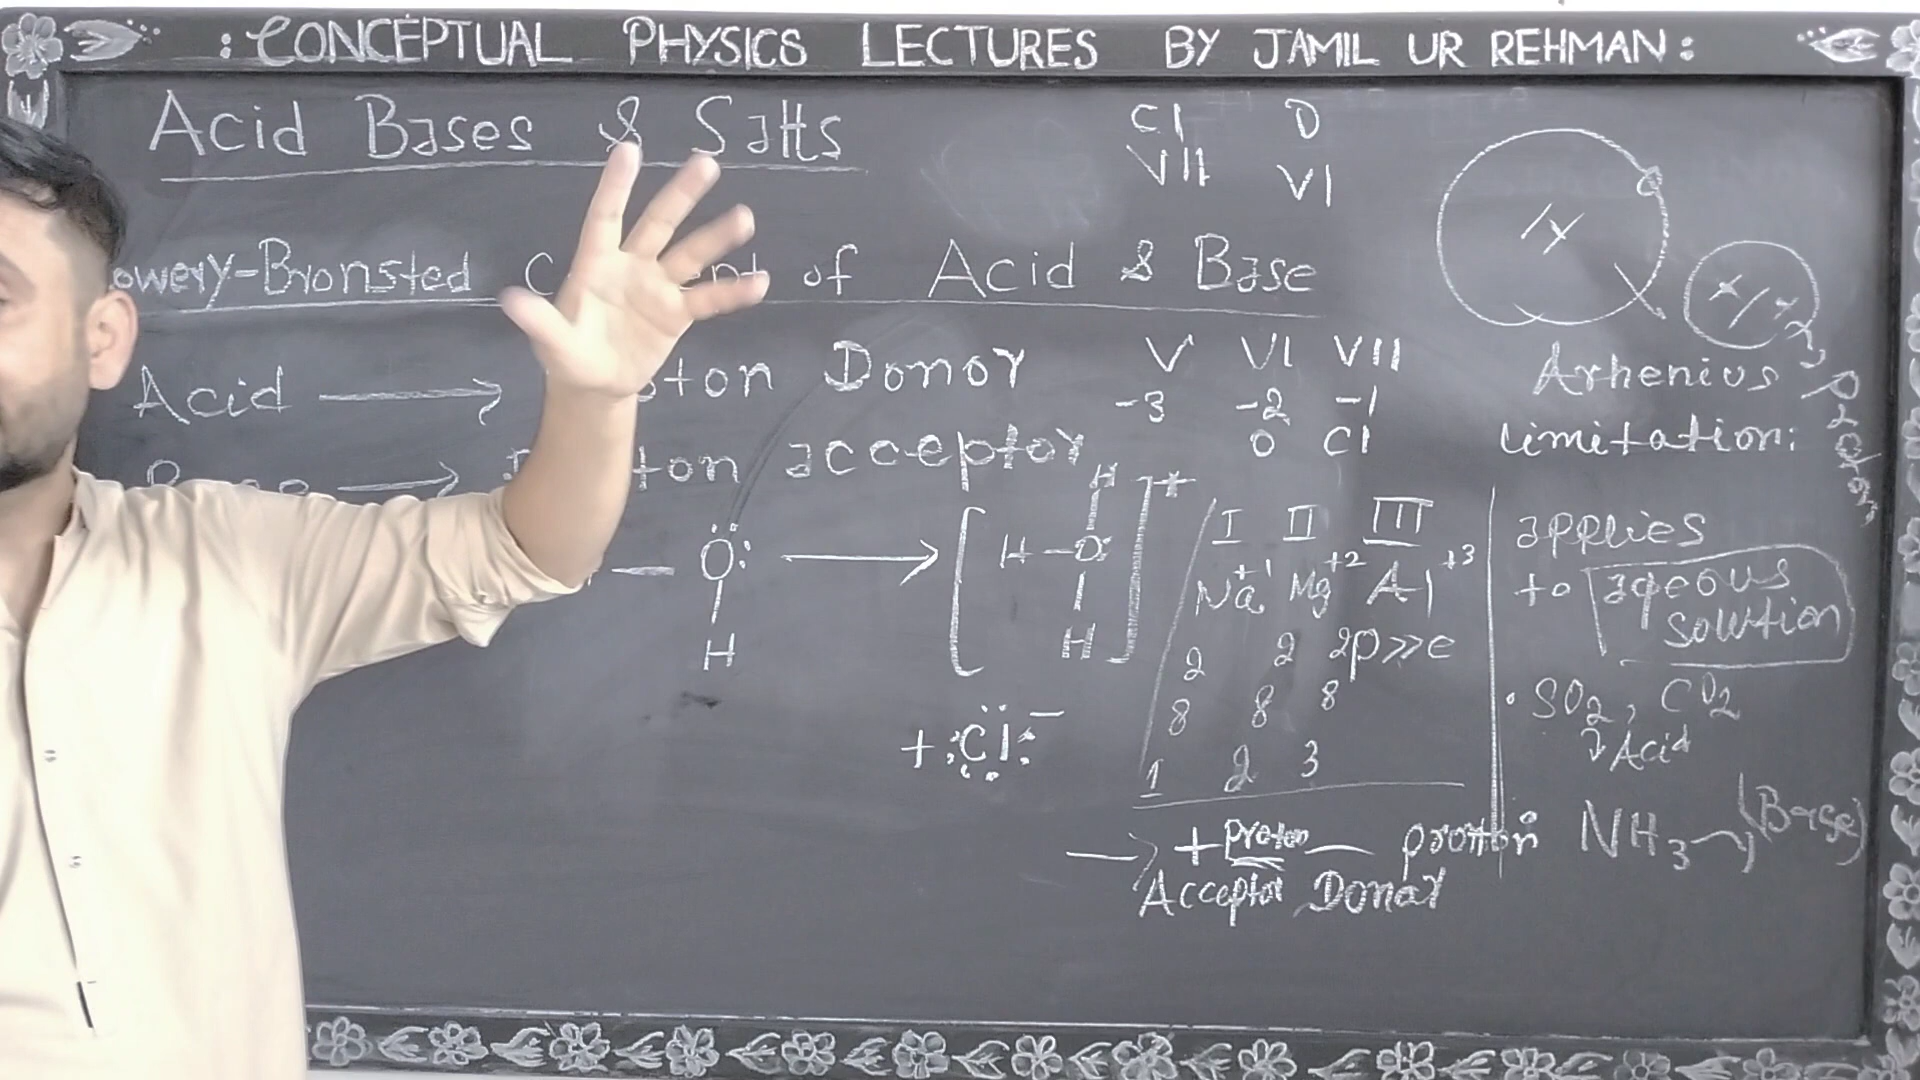 : CONCEPTUAL PHYSICS LECTURES BY JAMIL UR REHMAN :
Acid Bases & Salts
Cl O
VII VI
owery-Bronsted of Acid & Base
Acid → Donor
→ acceptor
V VI VII
-3 -2 -1
O Cl
Arhenius
Limitation:
applies
to aqeous
solution
• SO2, CO2
Acid
NH3 (Base)
— O: → [H - O: H H]+
H
+ :Cl: −
I II III
Na+1 Mg+2 Al+3
2 2 2 p>>e
8 8 8
1 2 3
→ + proton — proton
Acceptor Donar